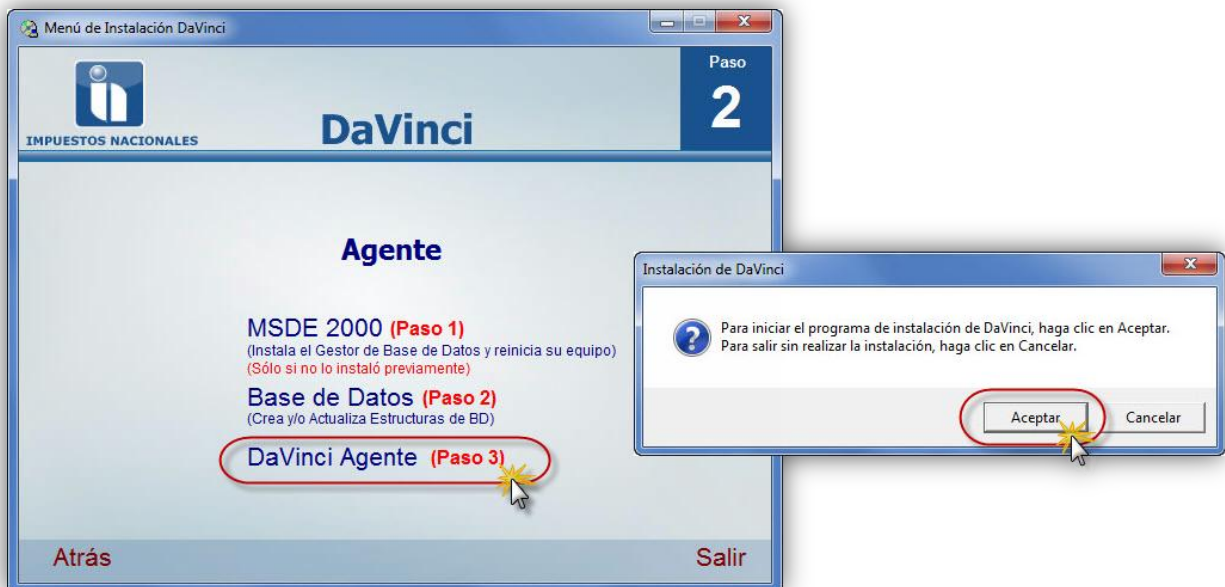 Menú de Instalación DaVinci
IMPUESTOS NACIONALES
DaVinci
Paso
2
Agente
MSDE 2000 (Paso 1)
(Instala el Gestor de Base de Datos y reinicia su equipo)
(Sólo si no lo instaló previamente)
Base de Datos (Paso 2)
(Crea y/o Actualiza Estructuras de BD)
DaVinci Agente (Paso 3)
Atrás
Salir
Instalación de DaVinci
Para iniciar el programa de instalación de DaVinci, haga clic en Aceptar.
Para salir sin realizar la instalación, haga clic en Cancelar.
Aceptar
Cancelar